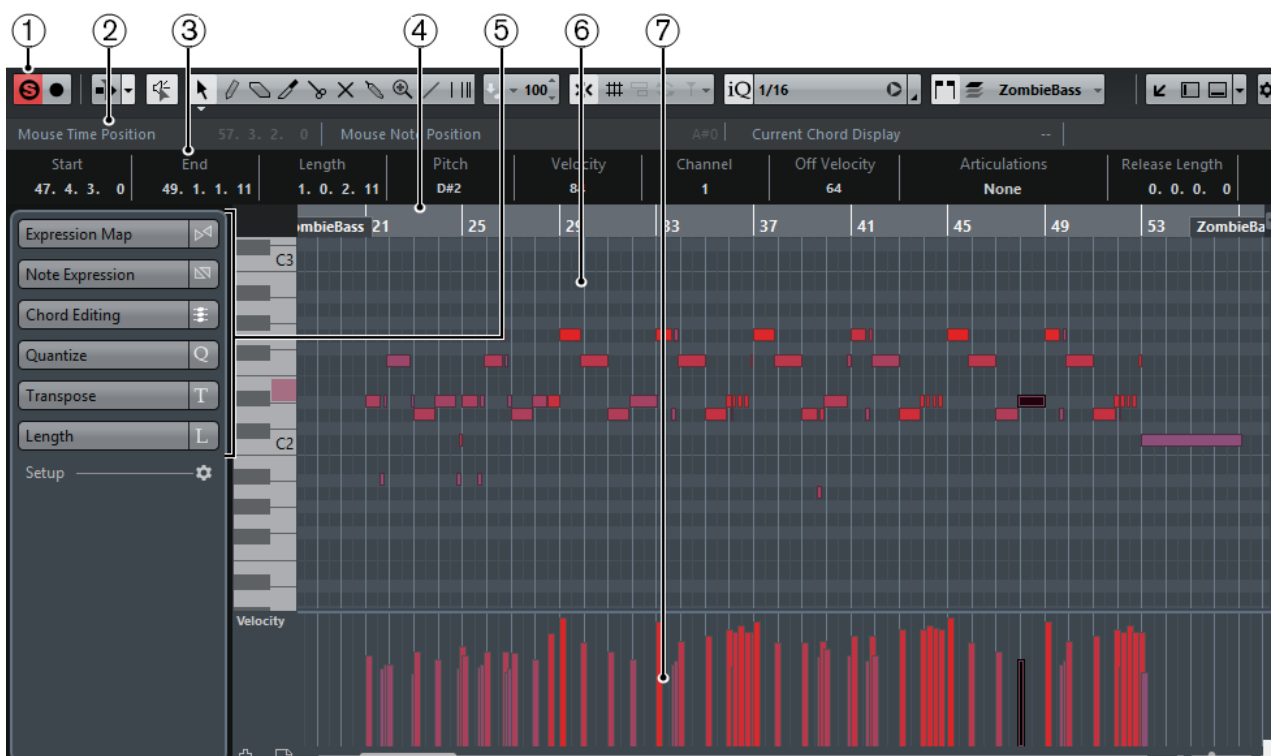 1 2 3 4 5 6 7
S 100 iQ 1/16 ZombieBass
Mouse Time Position 57. 3. 2. 0 Mouse Note Position A#0 Current Chord Display --
Start End Length Pitch Velocity Channel Off Velocity Articulations Release Length
47. 4. 3. 0 49. 1. 1. 11 1. 0. 2. 11 D#2 84 1 64 None 0. 0. 0. 0
ombieBass 21 25 29 33 37 41 45 49 53 ZombieBa
Expression Map
C3
Note Expression
Chord Editing
Quantize Q
Transpose T
Length L
C2
Setup
Velocity